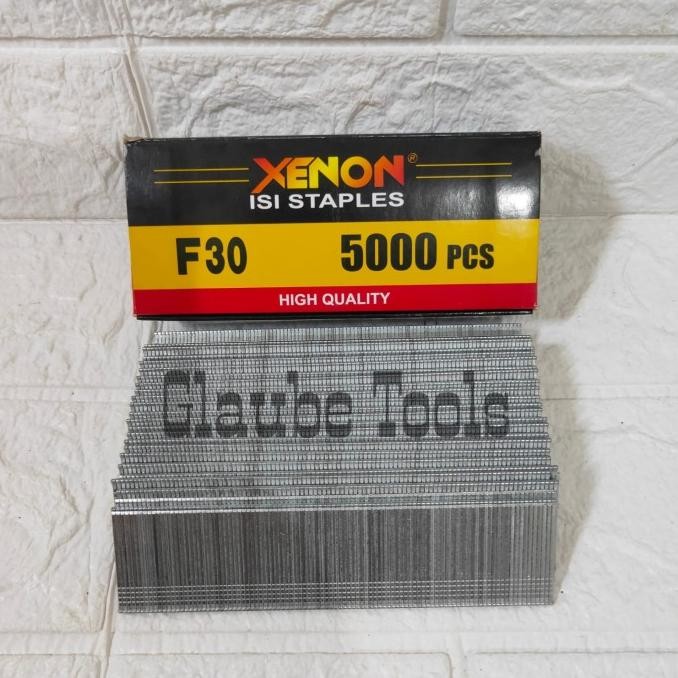 XENON®
ISI STAPLES
F30 5000 PCS
HIGH QUALITY
Glaube Tools